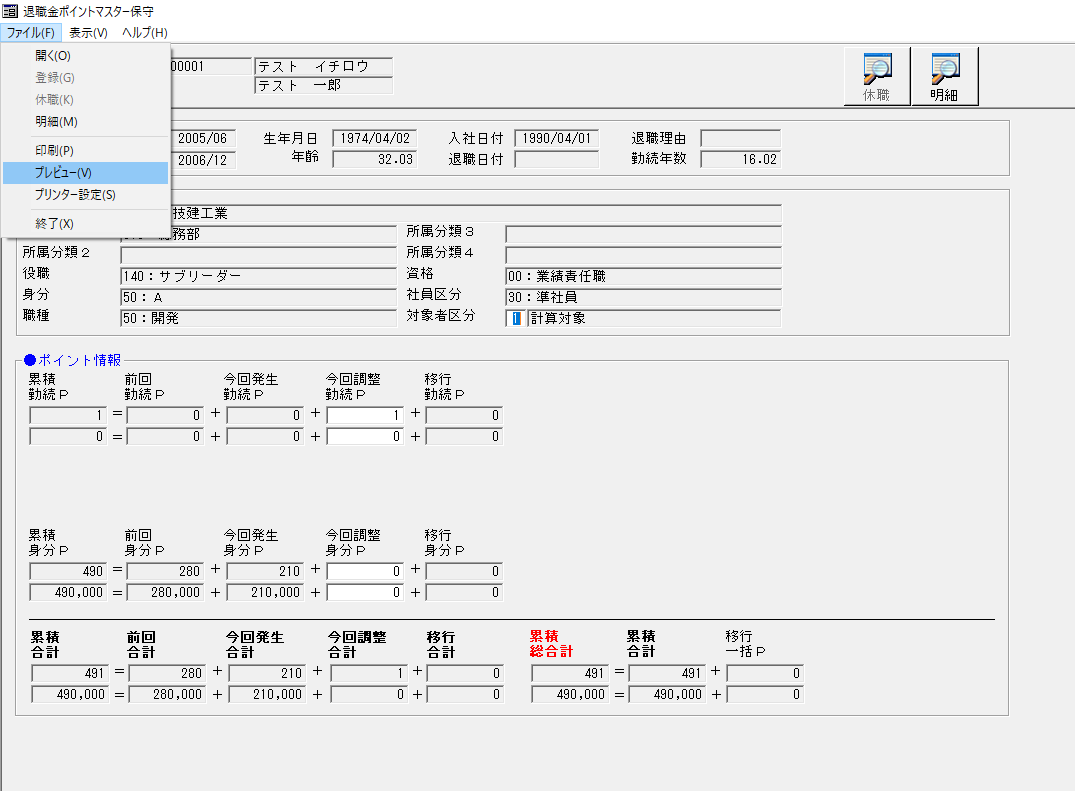 退職金ポイントマスター保守
ファイル(F) 表示(V) ヘルプ(H)
開く(O)
登録(G)
休職(K)
明細(M)
印刷(P)
プレビュー(V)
プリンター設定(S)
終了(X)
00001 テスト イチロウ
テスト 一郎
休職 明細
2005/06 生年月日 1974/04/02 入社日付 1990/04/01 退職理由
2006/12 年齢 32.03 退職日付 勤続年数 16.02
技建工業
務部 所属分類3
所属分類2 所属分類4
役職 140:サブリーダー 資格 00:業績責任職
身分 50:A 社員区分 30:準社員
職種 50:開発 対象者区分 1 計算対象
●ポイント情報
累積 前回 今回発生 今回調整 移行
勤続P 勤続P 勤続P 勤続P 勤続P
1 = 0 + 0 + 1 + 0
0 = 0 + 0 + 0 + 0
累積 前回 今回発生 今回調整 移行
身分P 身分P 身分P 身分P 身分P
490 = 280 + 210 + 0 + 0
490,000 = 280,000 + 210,000 + 0 + 0
累積 前回 今回発生 今回調整 移行 累積 累積 移行
合計 合計 合計 合計 合計 総合計 合計 一括P
491 = 280 + 210 + 1 + 0 491 = 491 + 0
490,000 = 280,000 + 210,000 + 0 + 0 490,000 = 490,000 + 0